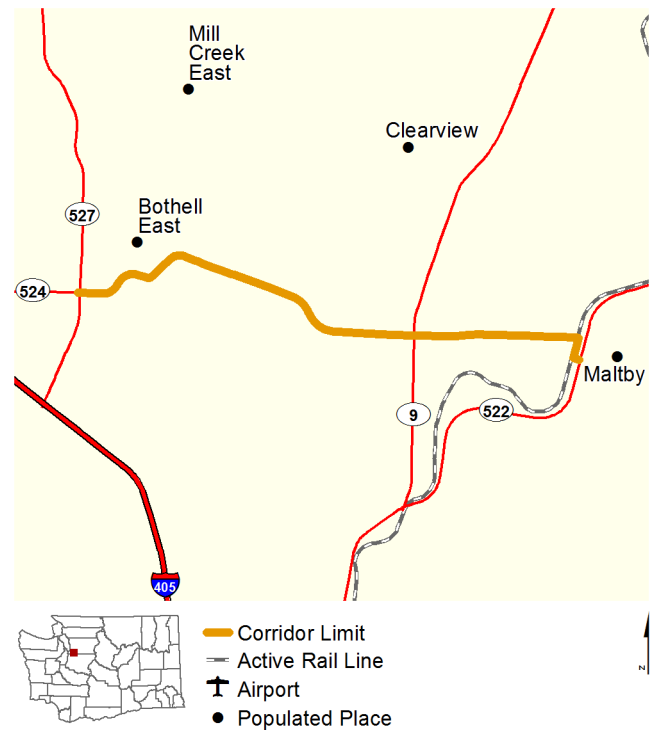 Mill
Creek
East
Clearview
Bothell
East
527
524
Maltby
9
522
405
Corridor Limit
Active Rail Line
Airport
Populated Place
N